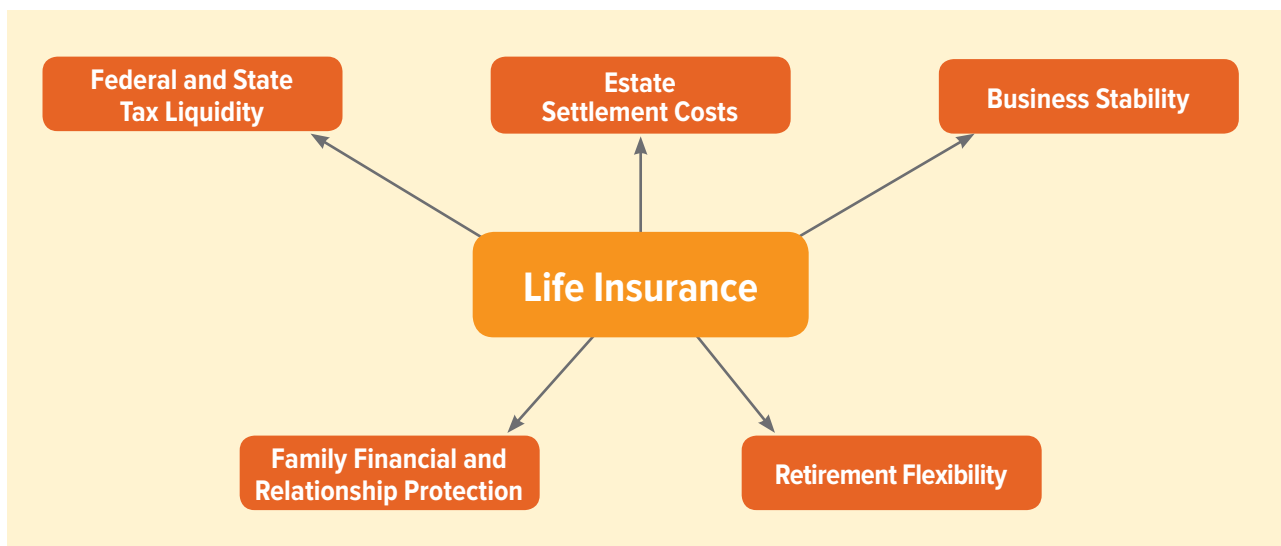 Federal and State
Tax Liquidity
Estate
Settlement Costs
Business Stability
Life Insurance
Family Financial and
Relationship Protection
Retirement Flexibility